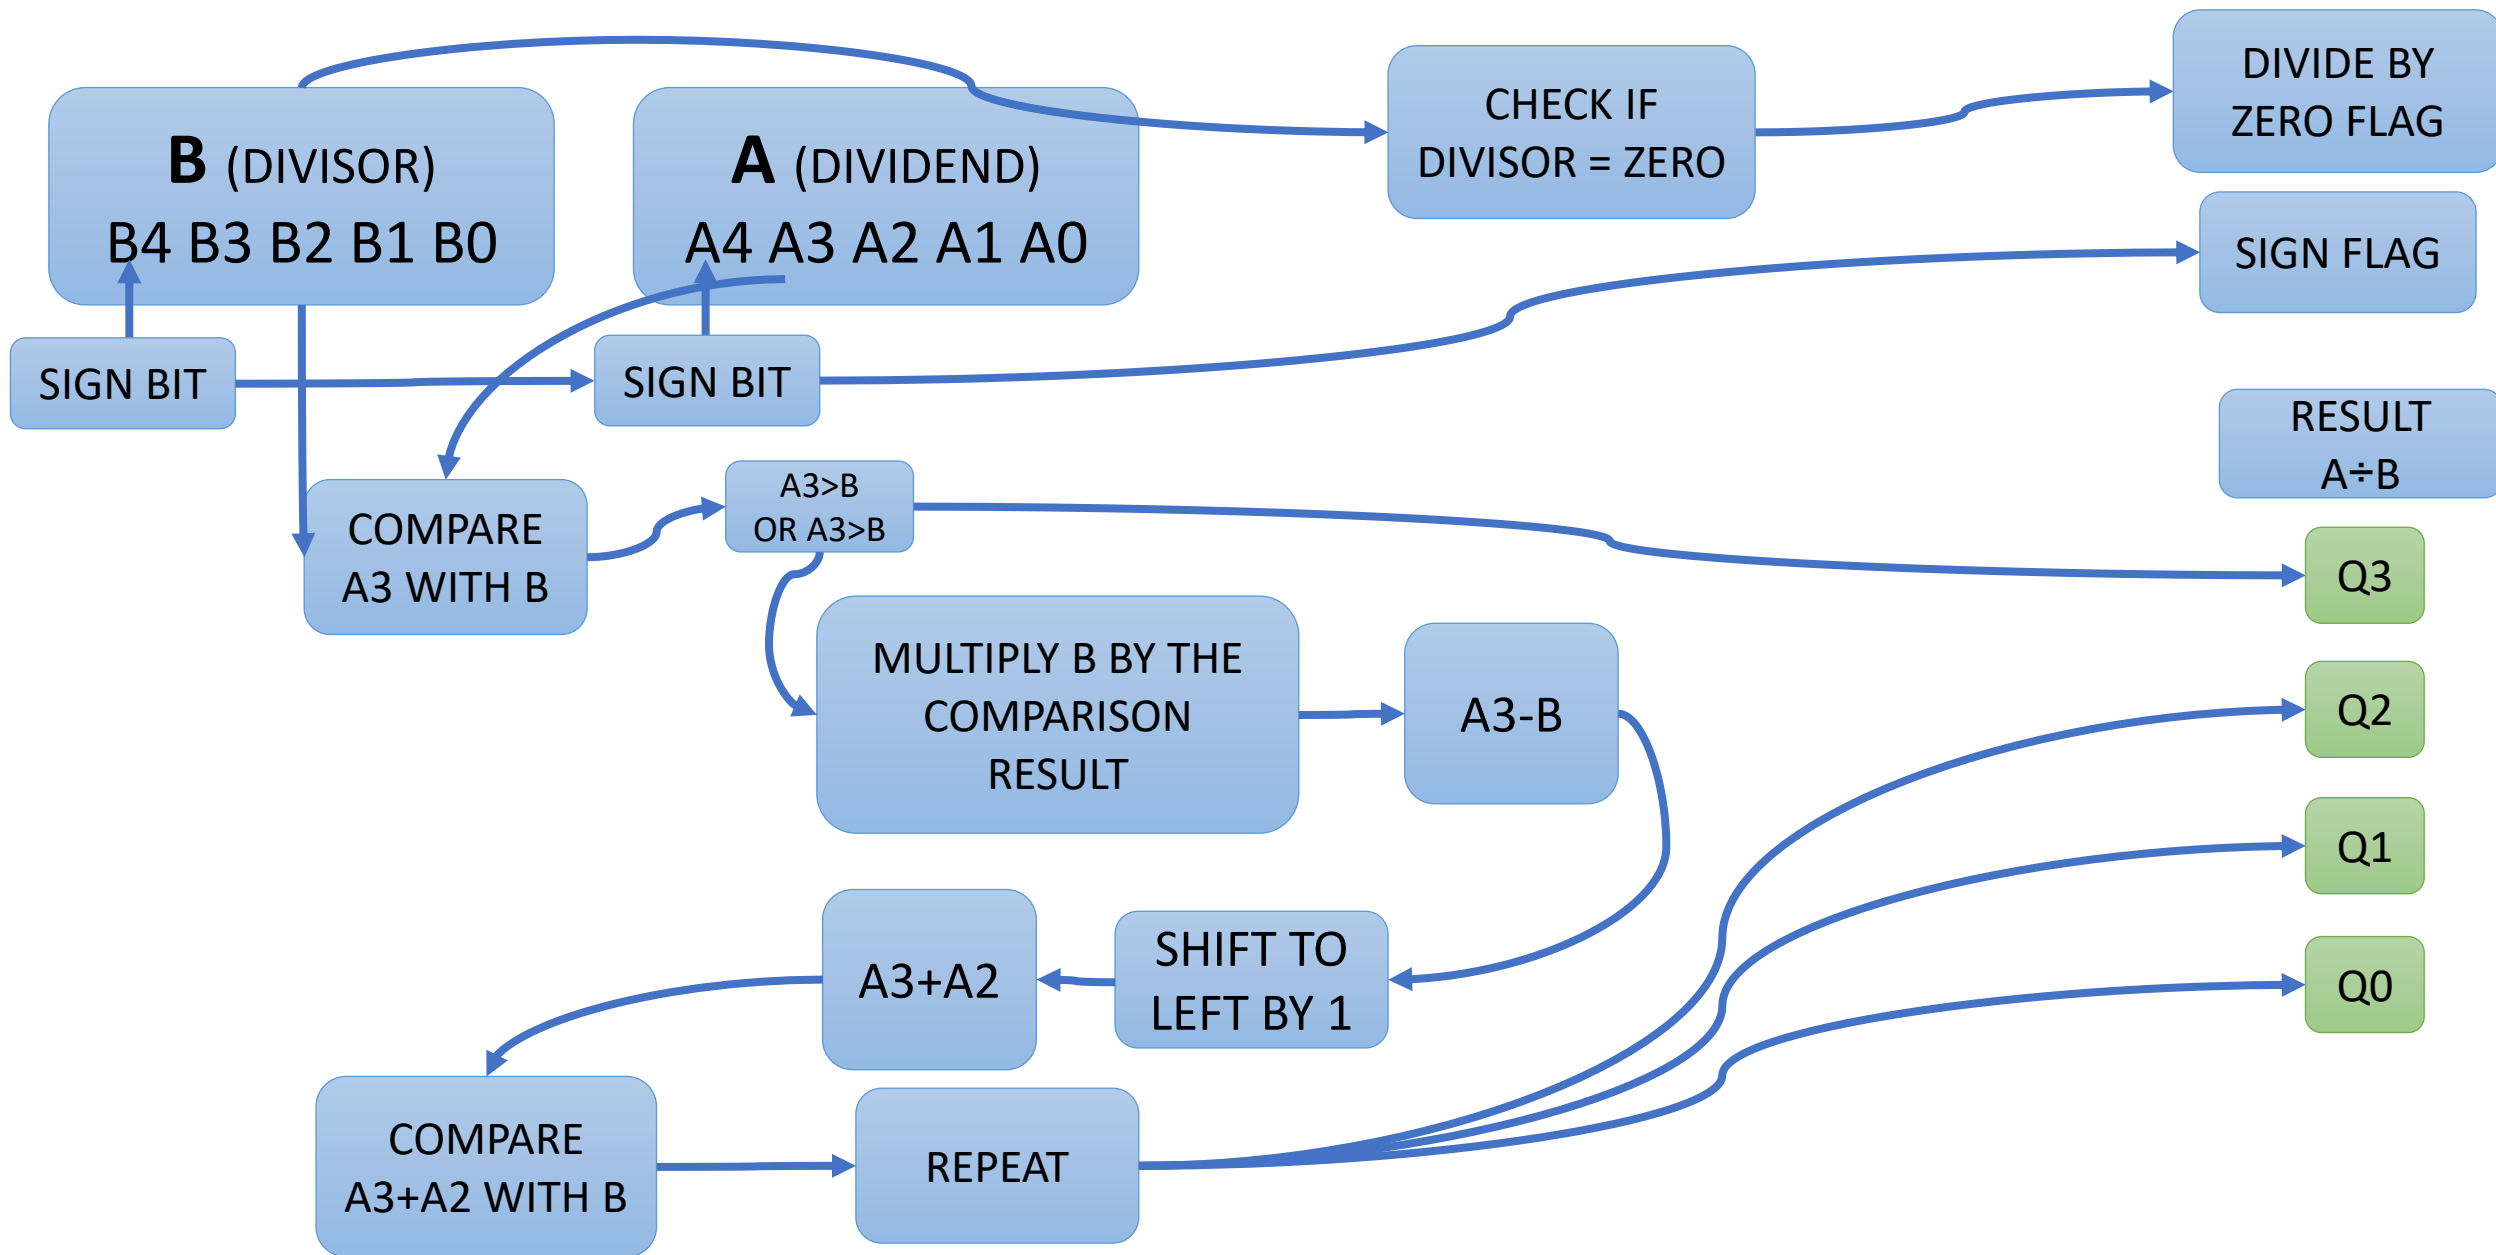 B (DIVISOR)
B4 B3 B2 B1 B0
A (DIVIDEND)
A4 A3 A2 A1 A0
CHECK IF
DIVISOR = ZERO
DIVIDE BY
ZERO FLAG
SIGN FLAG
SIGN BIT
SIGN BIT
RESULT
A÷B
COMPARE
A3 WITH B
A3>B
OR A3>B
Q3
MULTIPLY B BY THE
COMPARISON
RESULT
A3-B
Q2
Q1
A3+A2
SHIFT TO
LEFT BY 1
Q0
COMPARE
A3+A2 WITH B
REPEAT